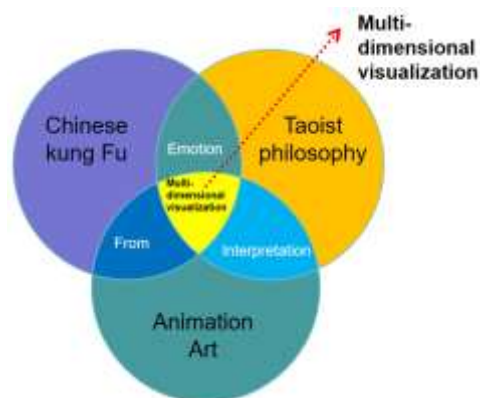 Multi-
dimensional
visualization
Chinese
kung Fu
Taoist
philosophy
Emotion
Multi-
dimensional
visualization
From
Interpretation
Animation
Art